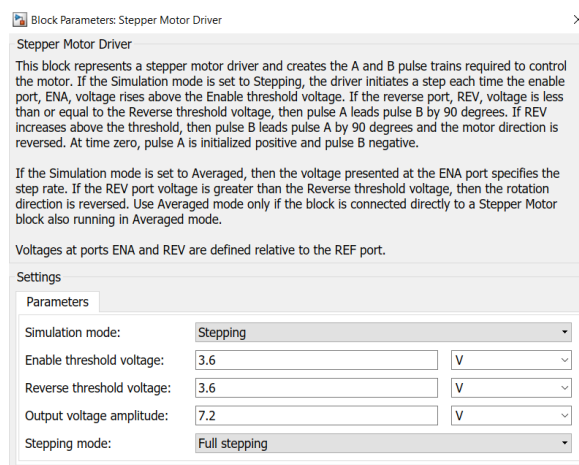 Block Parameters: Stepper Motor Driver
Stepper Motor Driver
This block represents a stepper motor driver and creates the A and B pulse trains required to control
the motor. If the Simulation mode is set to Stepping, the driver initiates a step each time the enable
port, ENA, voltage rises above the Enable threshold voltage. If the reverse port, REV, voltage is less
than or equal to the Reverse threshold voltage, then pulse A leads pulse B by 90 degrees. If REV
increases above the threshold, then pulse B leads pulse A by 90 degrees and the motor direction is
reversed. At time zero, pulse A is initialized positive and pulse B negative.
If the Simulation mode is set to Averaged, then the voltage presented at the ENA port specifies the
step rate. If the REV port voltage is greater than the Reverse threshold voltage, then the rotation
direction is reversed. Use Averaged mode only if the block is connected directly to a Stepper Motor
block also running in Averaged mode.
Voltages at ports ENA and REV are defined relative to the REF port.
Settings
Parameters
Simulation mode: Stepping
Enable threshold voltage: 3.6 V
Reverse threshold voltage: 3.6 V
Output voltage amplitude: 7.2 V
Stepping mode: Full stepping